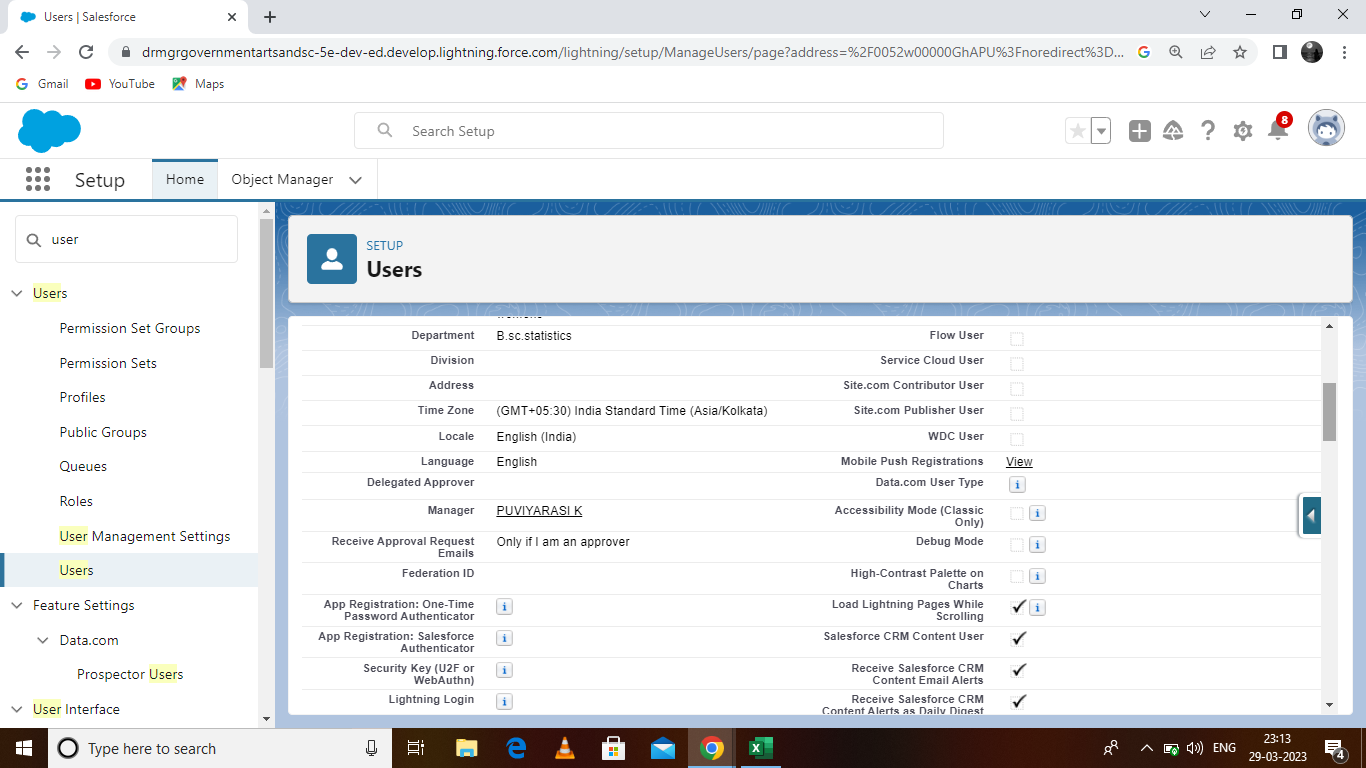 Users | Salesforce
drmgrgovernmentartsandsc-5e-dev-ed.develop.lightning.force.com/lightning/setup/ManageUsers/page?address=%2F0052w00000GhAPU%3Fnoredirect%3D...
Gmail YouTube Maps
Search Setup
8
Setup Home Object Manager
user
Users
Permission Set Groups
Permission Sets
Profiles
Public Groups
Queues
Roles
User Management Settings
Users
Feature Settings
Data.com
Prospector Users
User Interface
SETUP
Users
Department B.sc.statistics Flow User
Division Service Cloud User
Address Site.com Contributor User
Time Zone (GMT+05:30) India Standard Time (Asia/Kolkata) Site.com Publisher User
Locale English (India) WDC User
Language English Mobile Push Registrations View
Delegated Approver Data.com User Type i
Manager PUVIYARASI K Accessibility Mode (Classic
Only) i
Receive Approval Request
Emails Only if I am an approver Debug Mode i
Federation ID High-Contrast Palette on
Charts i
App Registration: One-Time
Password Authenticator i Load Lightning Pages While
Scrolling i
App Registration: Salesforce
Authenticator i Salesforce CRM Content User
Security Key (U2F or
WebAuthn) i Receive Salesforce CRM
Content Email Alerts
Lightning Login i Receive Salesforce CRM
Content Alerts as Daily Digest
Type here to search
ENG
23:13
29-03-2023
4